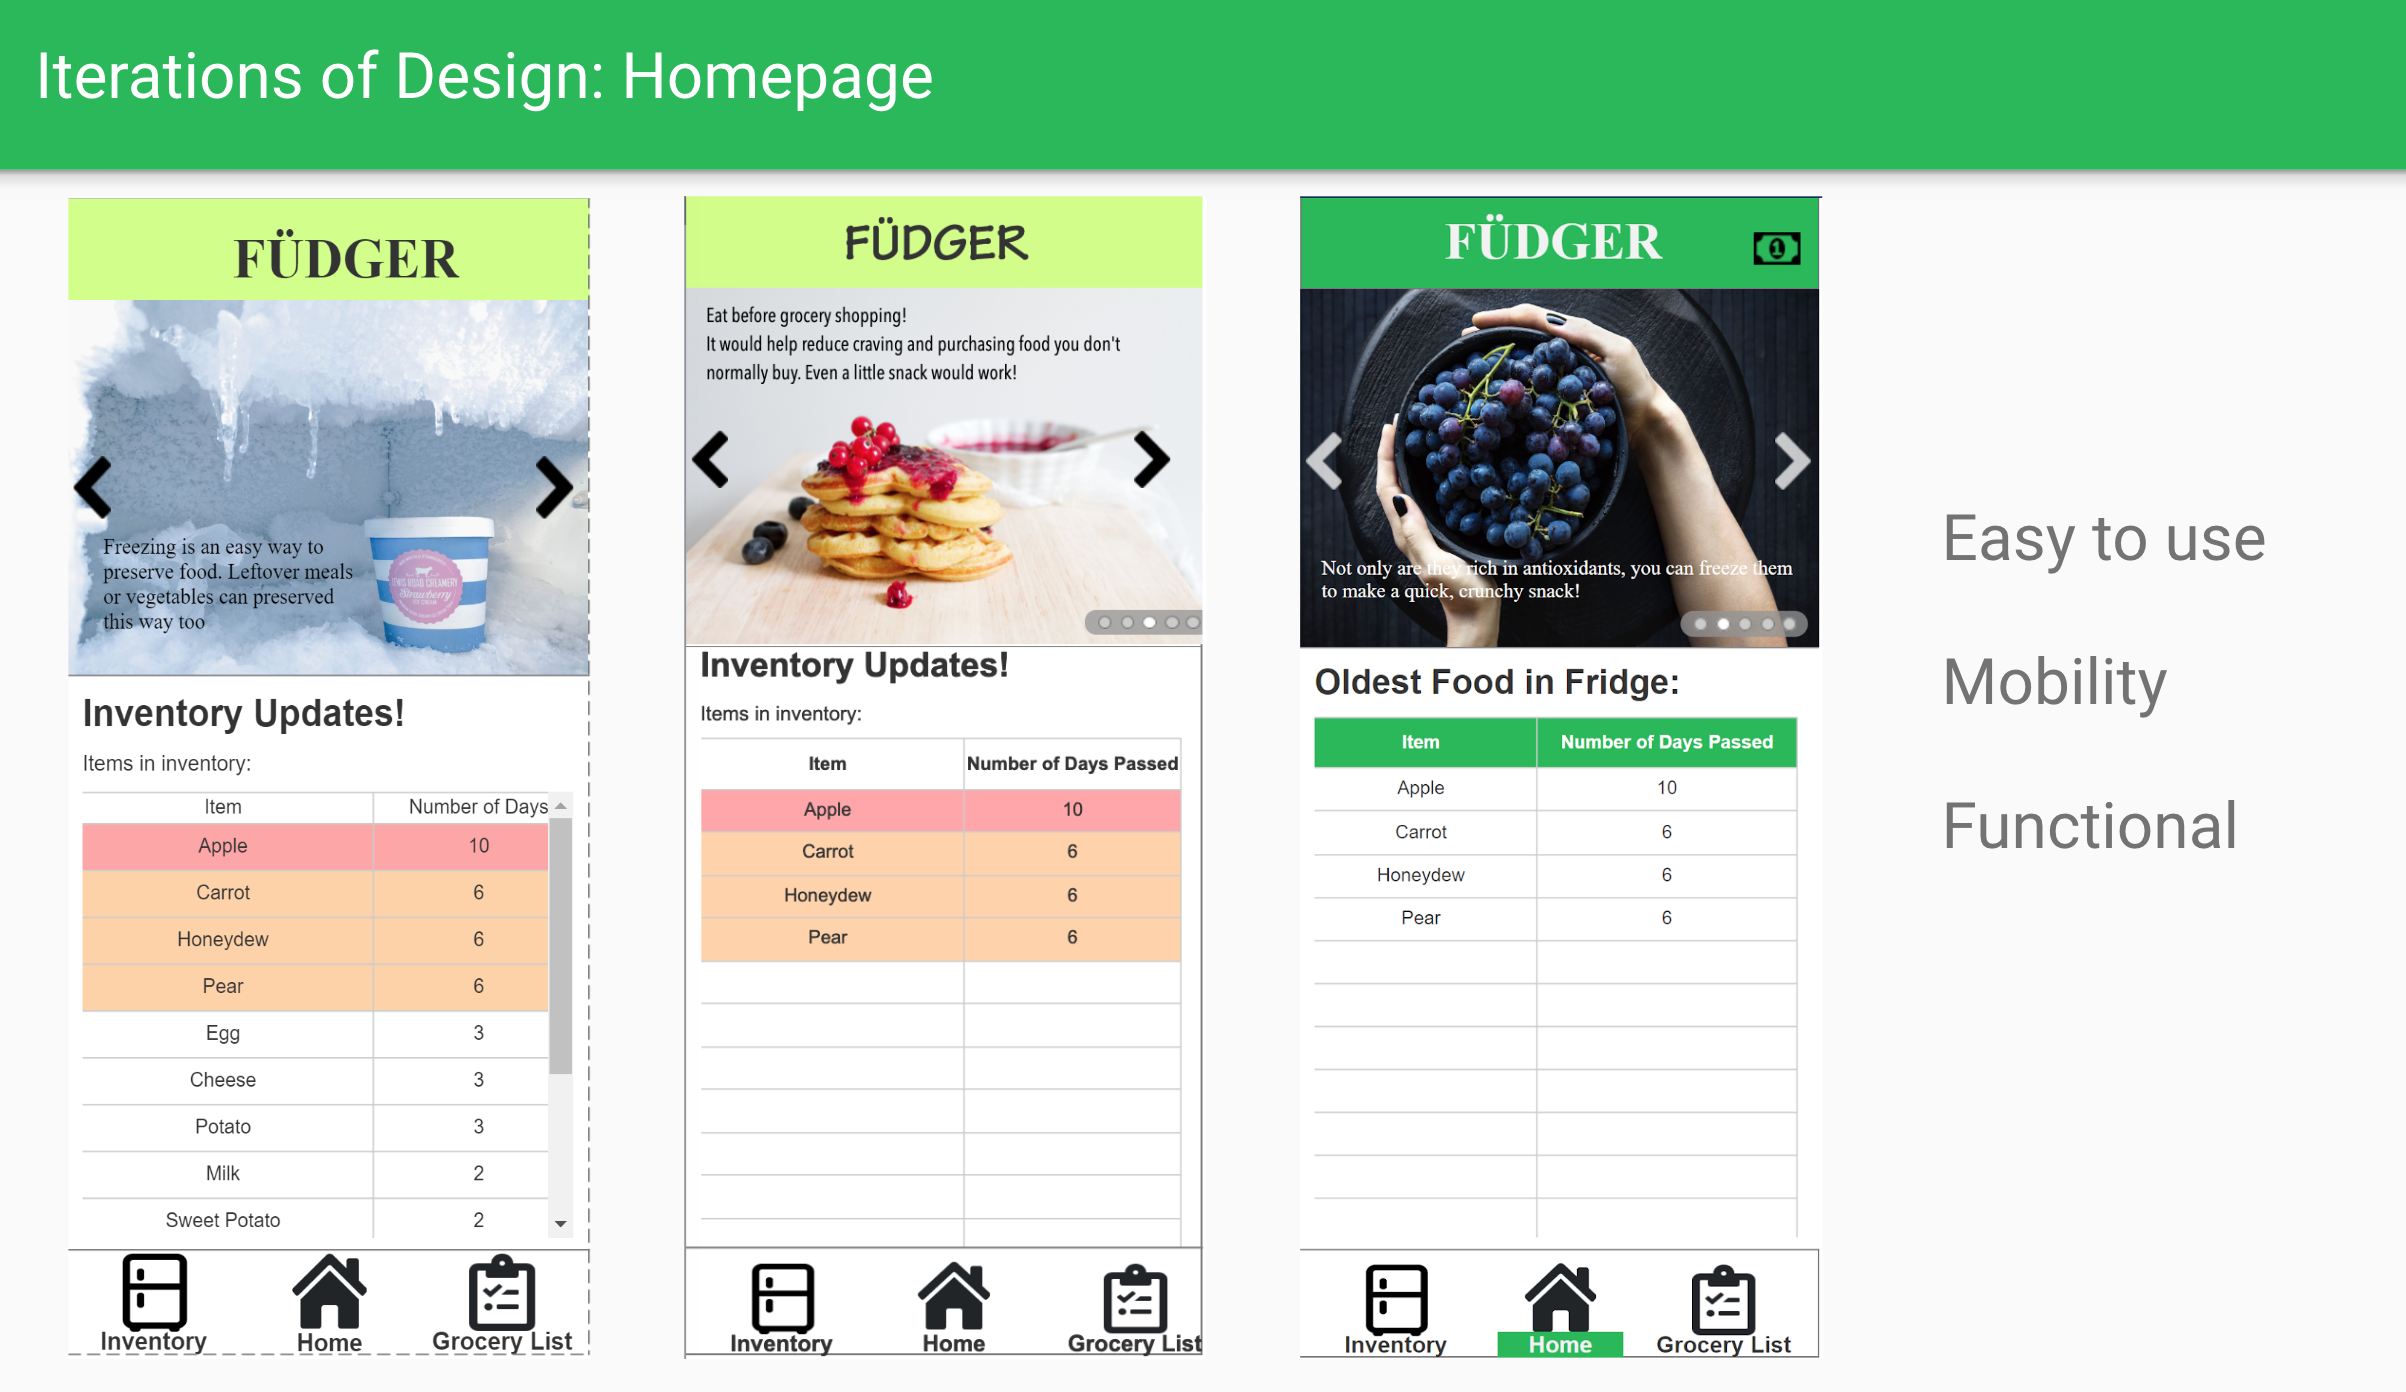 Iterations of Design: Homepage
FÜDGER
Freezing is an easy way to
preserve food. Leftover meals
or vegetables can preserved
this way too
Inventory Updates!
Items in inventory:
Item Number of Days
Apple 10
Carrot 6
Honeydew 6
Pear 6
Egg 3
Cheese 3
Potato 3
Milk 2
Sweet Potato 2
Inventory Home Grocery List
FÜDGER
Eat before grocery shopping!
It would help reduce craving and purchasing food you don't
normally buy. Even a little snack would work!
Inventory Updates!
Items in inventory:
Item Number of Days Passed
Apple 10
Carrot 6
Honeydew 6
Pear 6
Inventory Home Grocery List
FÜDGER
1
Not only are they rich in antioxidants, you can freeze them
to make a quick, crunchy snack!
Oldest Food in Fridge:
Item Number of Days Passed
Apple 10
Carrot 6
Honeydew 6
Pear 6
Inventory Home Grocery List
Easy to use
Mobility
Functional